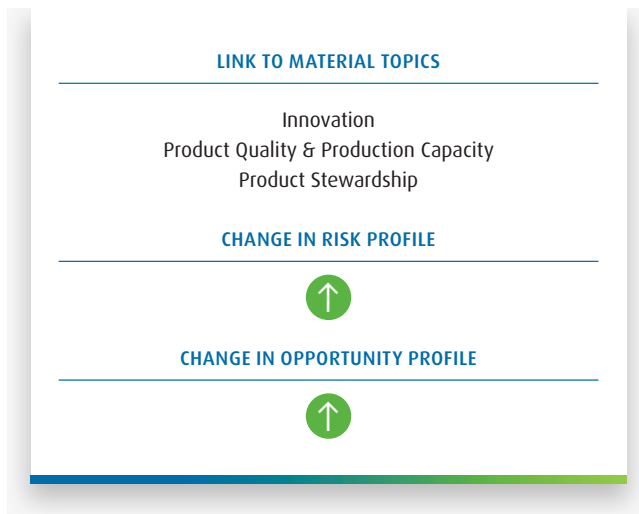 LINK TO MATERIAL TOPICS
Innovation
Product Quality & Production Capacity
Product Stewardship
CHANGE IN RISK PROFILE
CHANGE IN OPPORTUNITY PROFILE